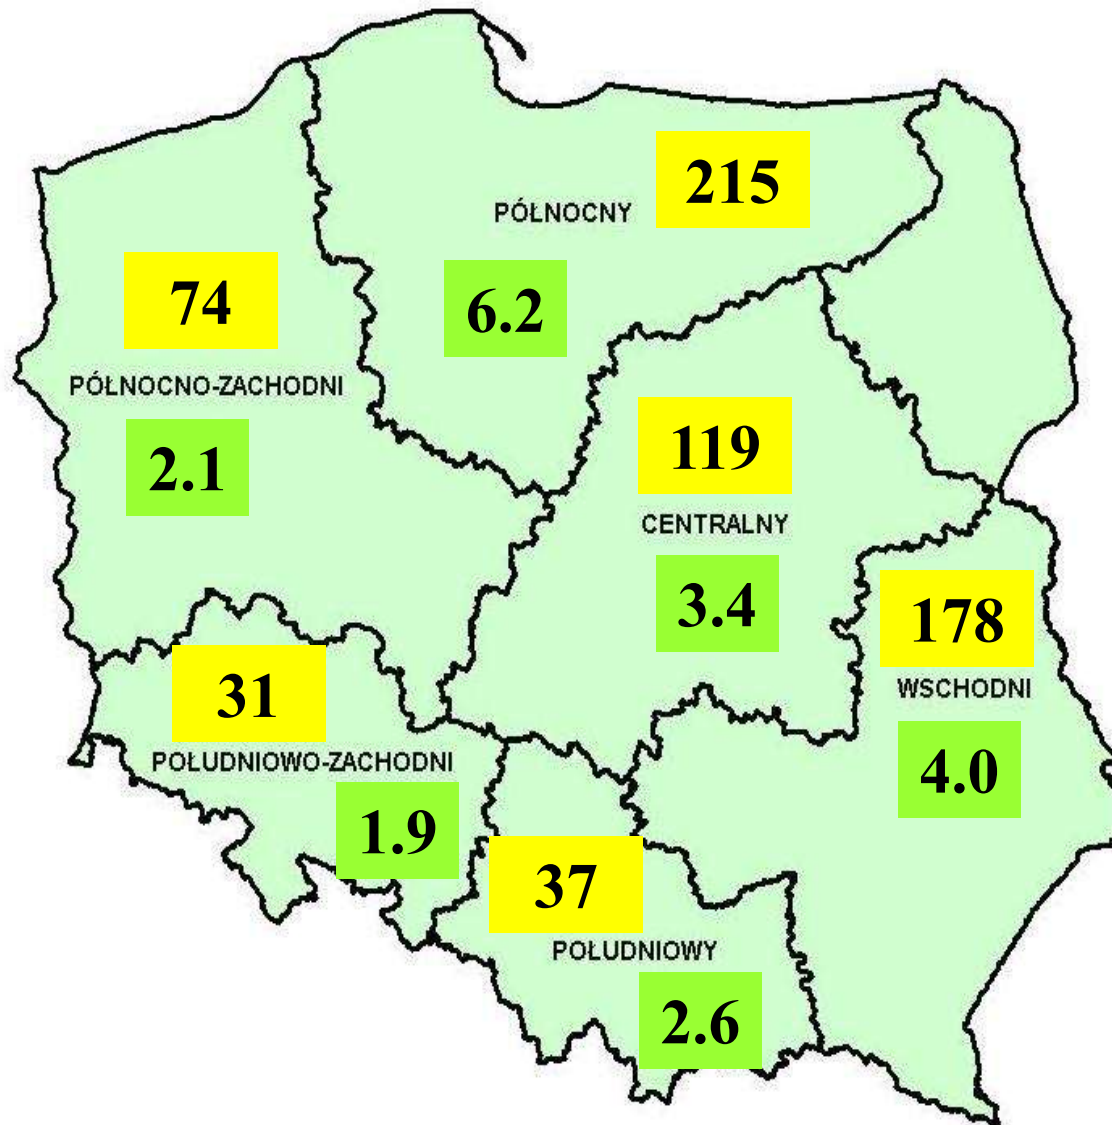 215
PÓŁNOCNY
6.2
74
PÓŁNOCNO-ZACHODNI
2.1
119
CENTRALNY
3.4
178
WSCHODNI
4.0
31
POŁUDNIOWO-ZACHODNI
1.9
37
POŁUDNIOWY
2.6